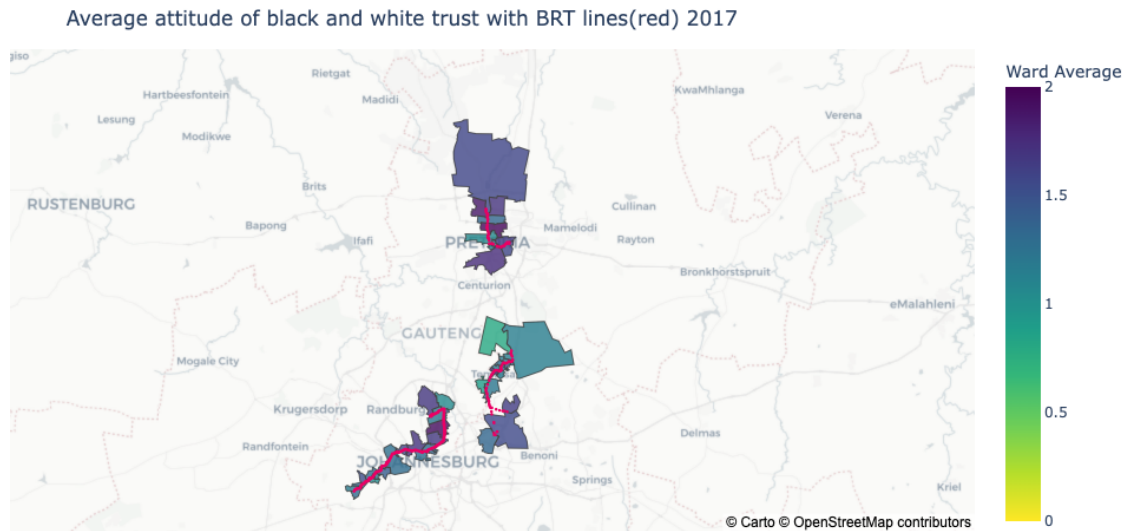 Average attitude of black and white trust with BRT lines(red) 2017
Ward Average
2
1.5
1
0.5
0
Rietgat
KwaMhlanga
Hartbeesfontein
Madidi
Lesung
Verena
Modikwe
Brits
Cullinan
RUSTENBURG
Bapong
Ifafi
Mamelodi
Rayton
Bronkhorstspruit
Centurion
eMalahleni
GAUTENG
Mogale City
Krugersdorp
Randburg
Randfontein
Delmas
JOHANNESBURG
Benoni
Springs
Kriel
© Carto © OpenStreetMap contributors